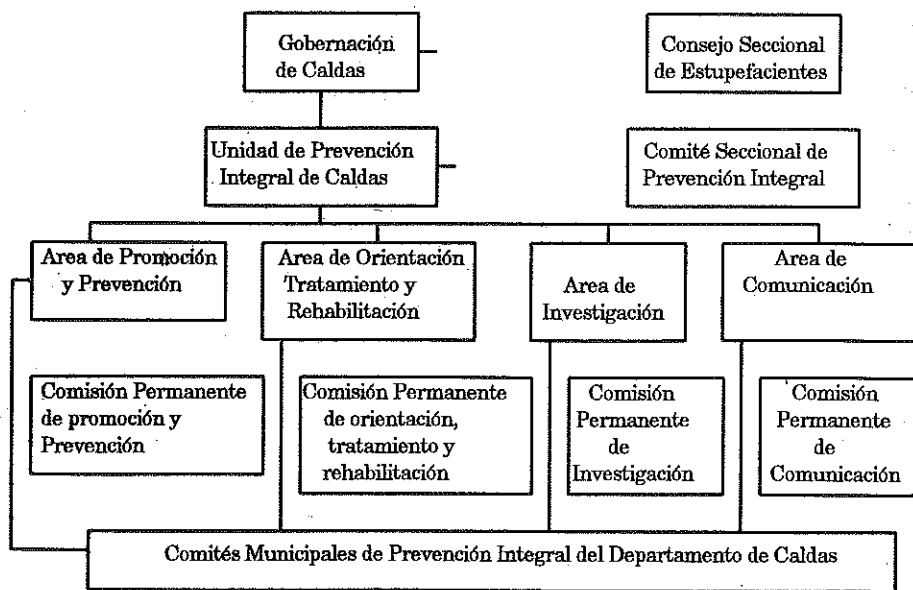 Gobernación
de Caldas
Consejo Seccional
de Estupefacientes
Unidad de Prevención
Integral de Caldas
Comité Seccional de
Prevención Integral
Area de Promoción
y Prevención
Area de Orientación
Tratamiento y
Rehabilitación
Area de
Investigación
Area de
Comunicación
Comisión Permanente
de promoción y
Prevención
Comisión Permanente
de orientación,
tratamiento y
rehabilitación
Comisión
Permanente
de
Investigación
Comisión
Permanente
de
Comunicación
Comités Municipales de Prevención Integral del Departamento de Caldas